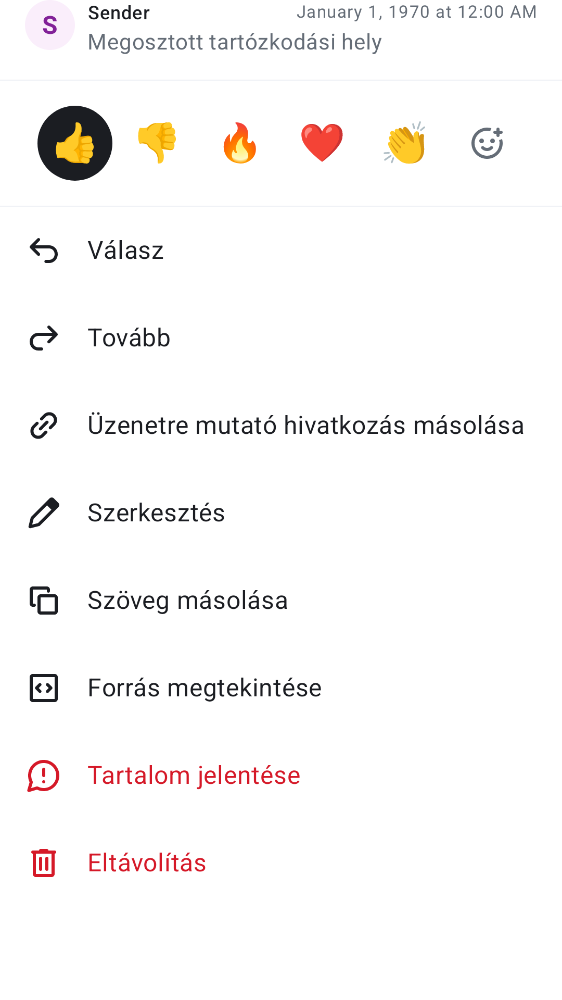 S
Sender
January 1, 1970 at 12:00 AM
Megosztott tartózkodási hely
Válasz
Tovább
Üzenetre mutató hivatkozás másolása
Szerkesztés
Szöveg másolása
Forrás megtekintése
Tartalom jelentése
Eltávolítás